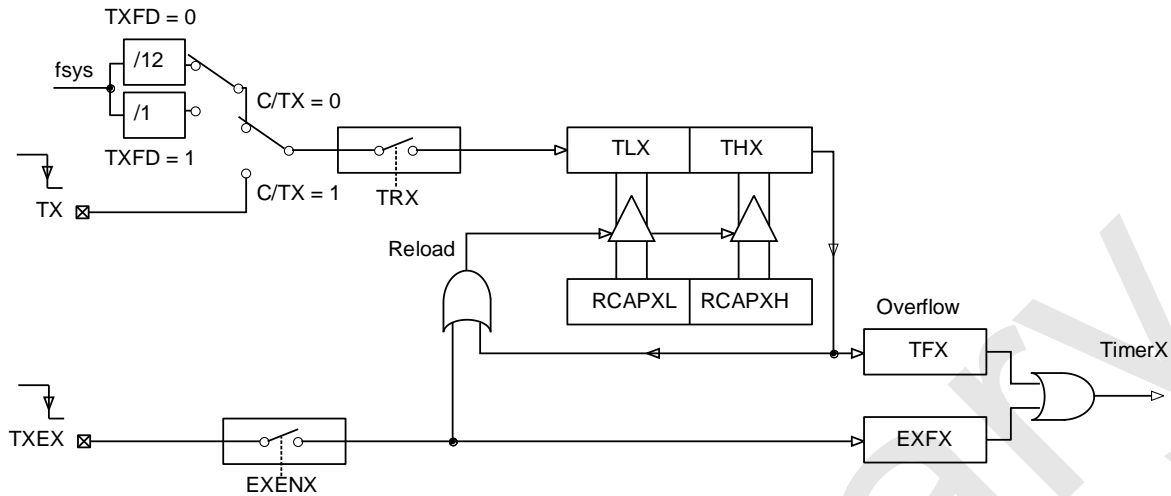 TXFD = 0
/12
fsys
C/TX = 0
/1
TXFD = 1
TX
C/TX = 1
TRX
TLX
THX
Reload
RCAPXL
RCAPXH
Overflow
TFX
TimerX
TXEX
EXENX
EXFX